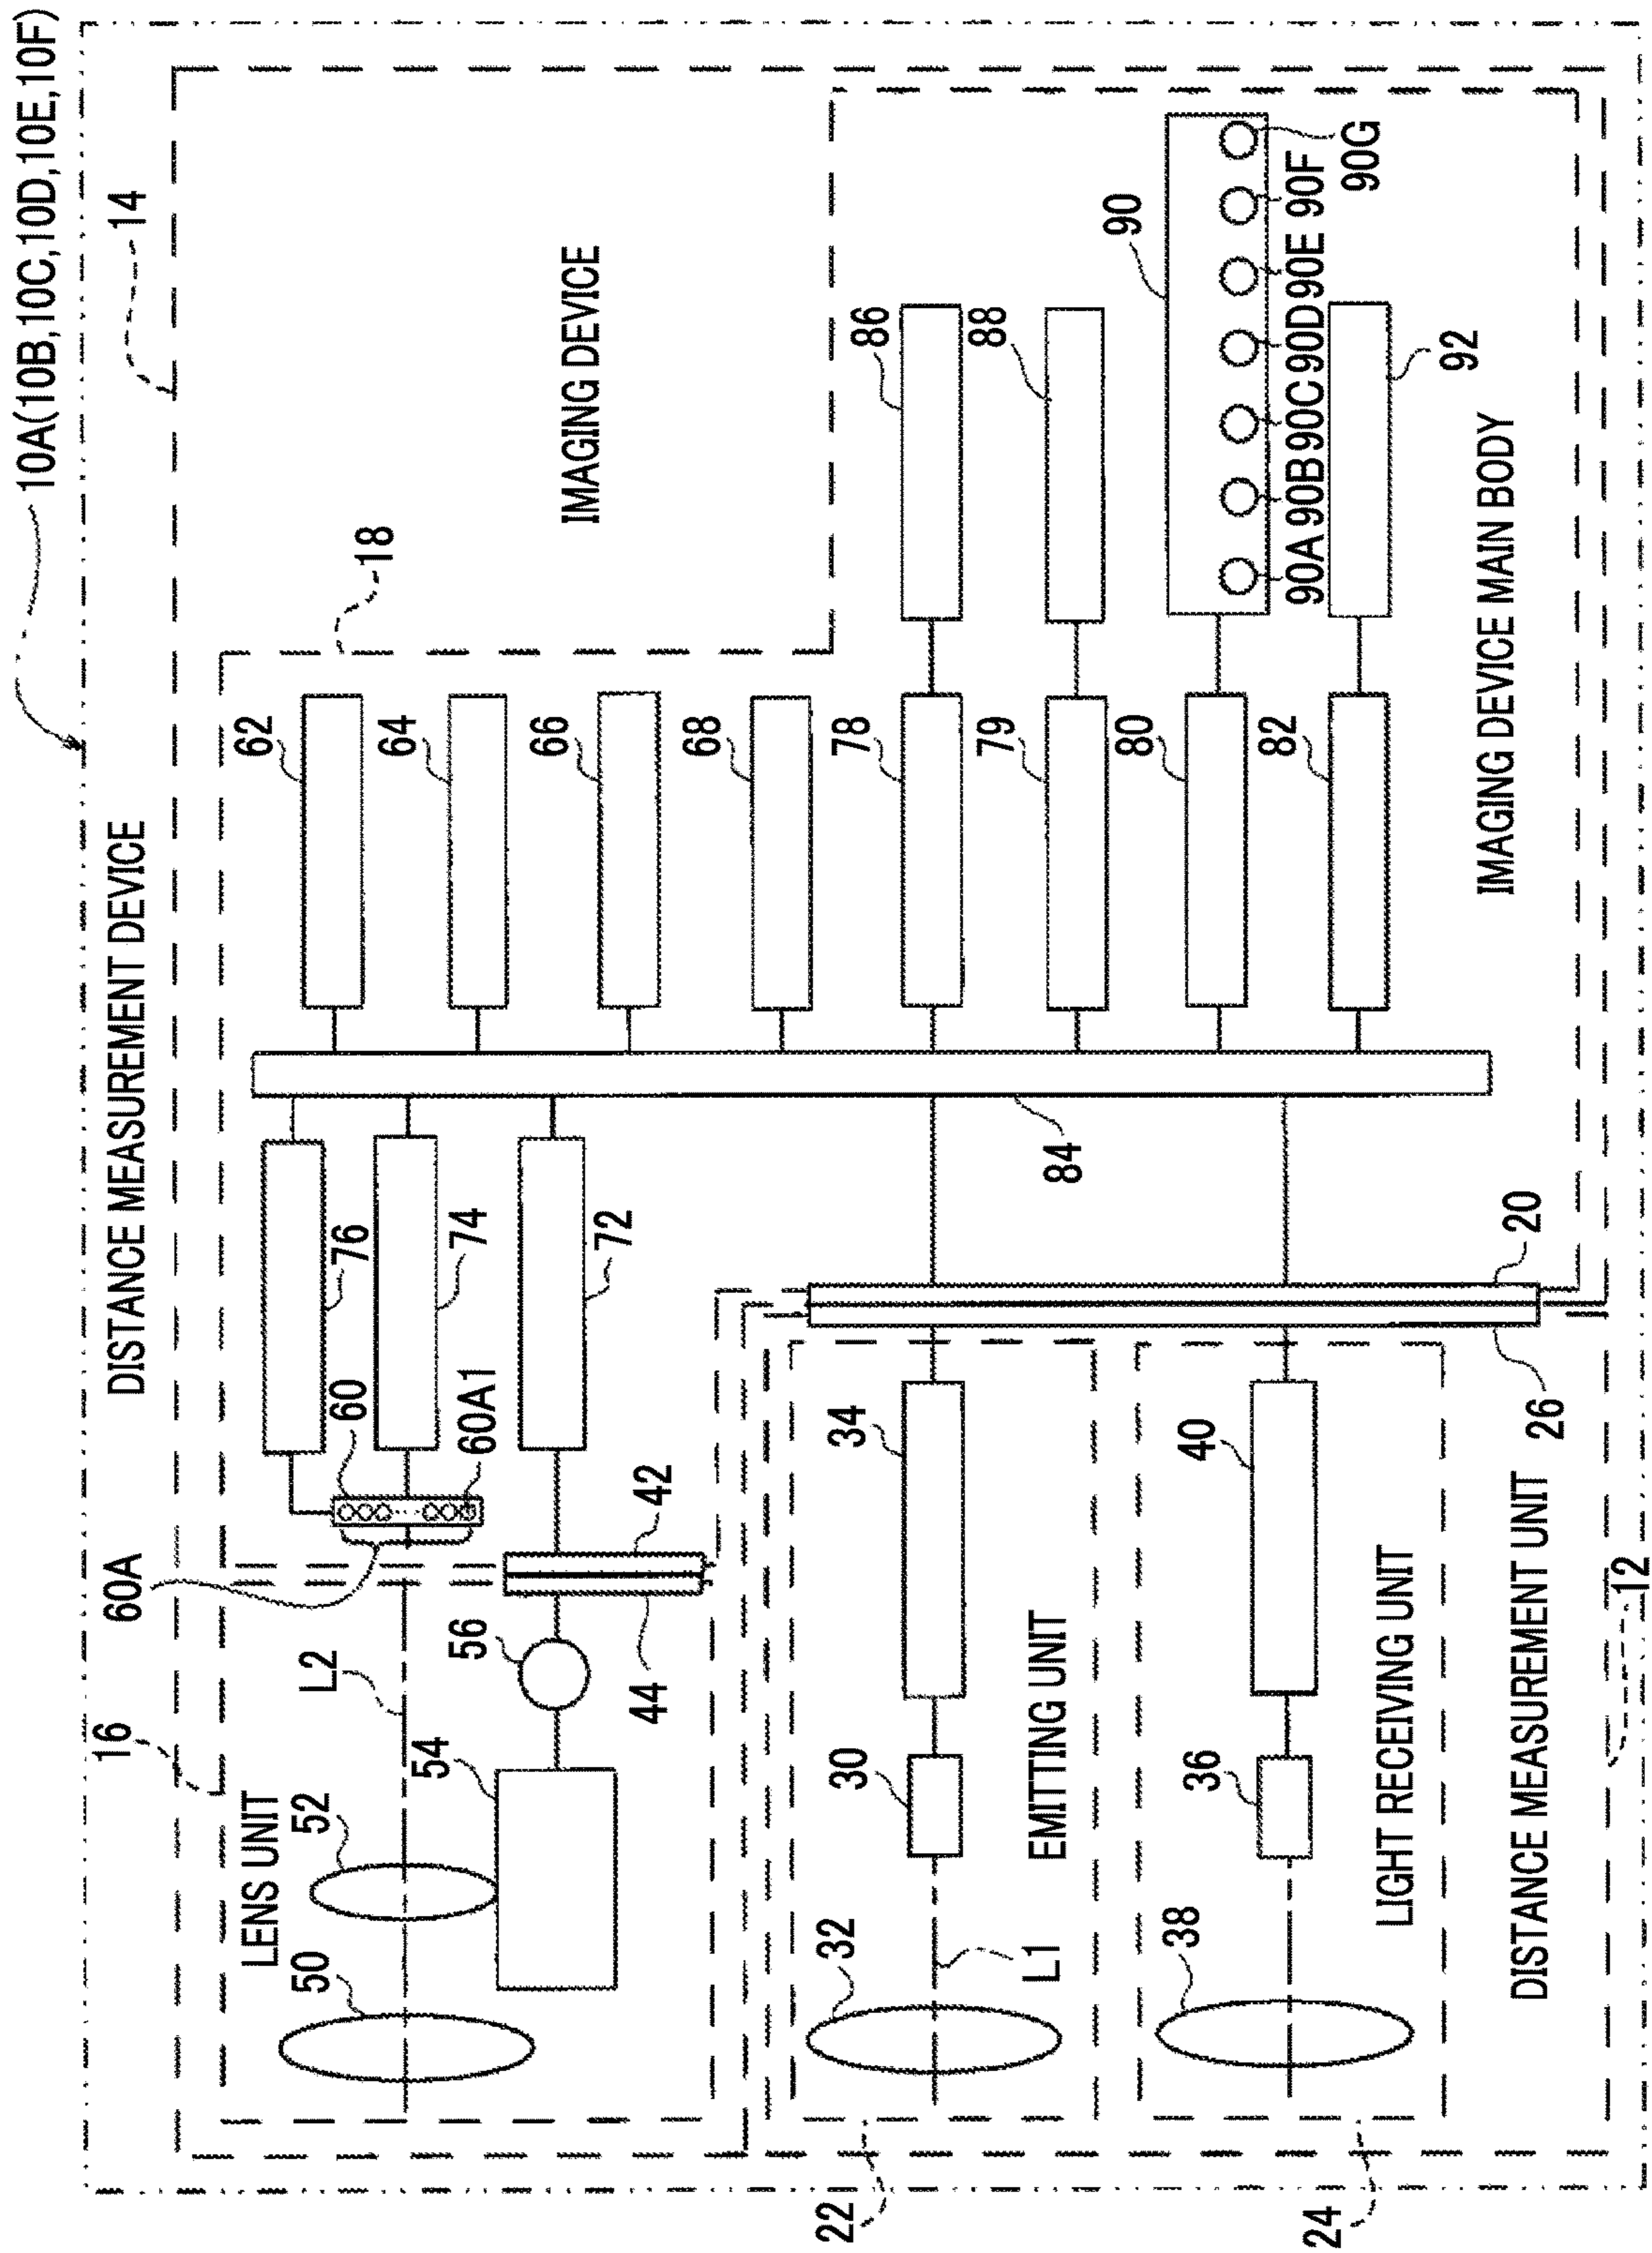 10A(10B,10C,10D,10E,10F)
DISTANCE MEASUREMENT DEVICE
14
16
LENS UNIT
50
52
54
L2
56
44
42
60A
60
60A1
76
74
72
18
62
64
66
68
78
79
80
82
84
IMAGING DEVICE
86
88
90
90A
90B
90C
90D
90E
90F
90G
92
IMAGING DEVICE MAIN BODY
20
26
22
32
L1
30
34
EMITTING UNIT
24
38
36
40
LIGHT RECEIVING UNIT
DISTANCE MEASUREMENT UNIT
12